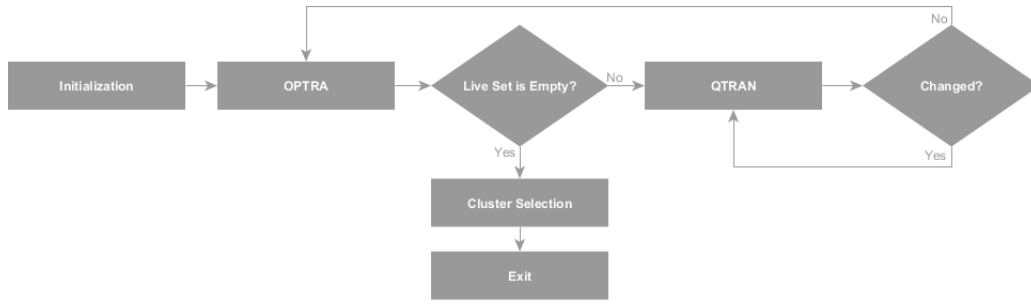 No
Initialization
OPTRA
Live Set is Empty?
No
QTRAN
Changed?
Yes
Yes
Cluster Selection
Exit